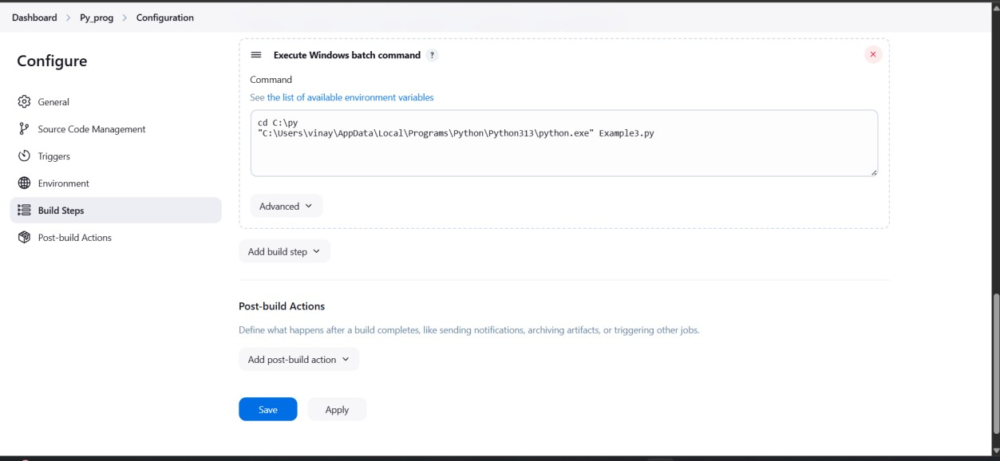 Dashboard > Py_prog > Configuration
Configure
General
Source Code Management
Triggers
Environment
Build Steps
Post-build Actions
Execute Windows batch command ?
Command
See the list of available environment variables
cd C:\py
"C:\Users\vinay\AppData\Local\Programs\Python\Python313\python.exe" Example3.py
Advanced
Add build step
Post-build Actions
Define what happens after a build completes, like sending notifications, archiving artifacts, or triggering other jobs.
Add post-build action
Save
Apply